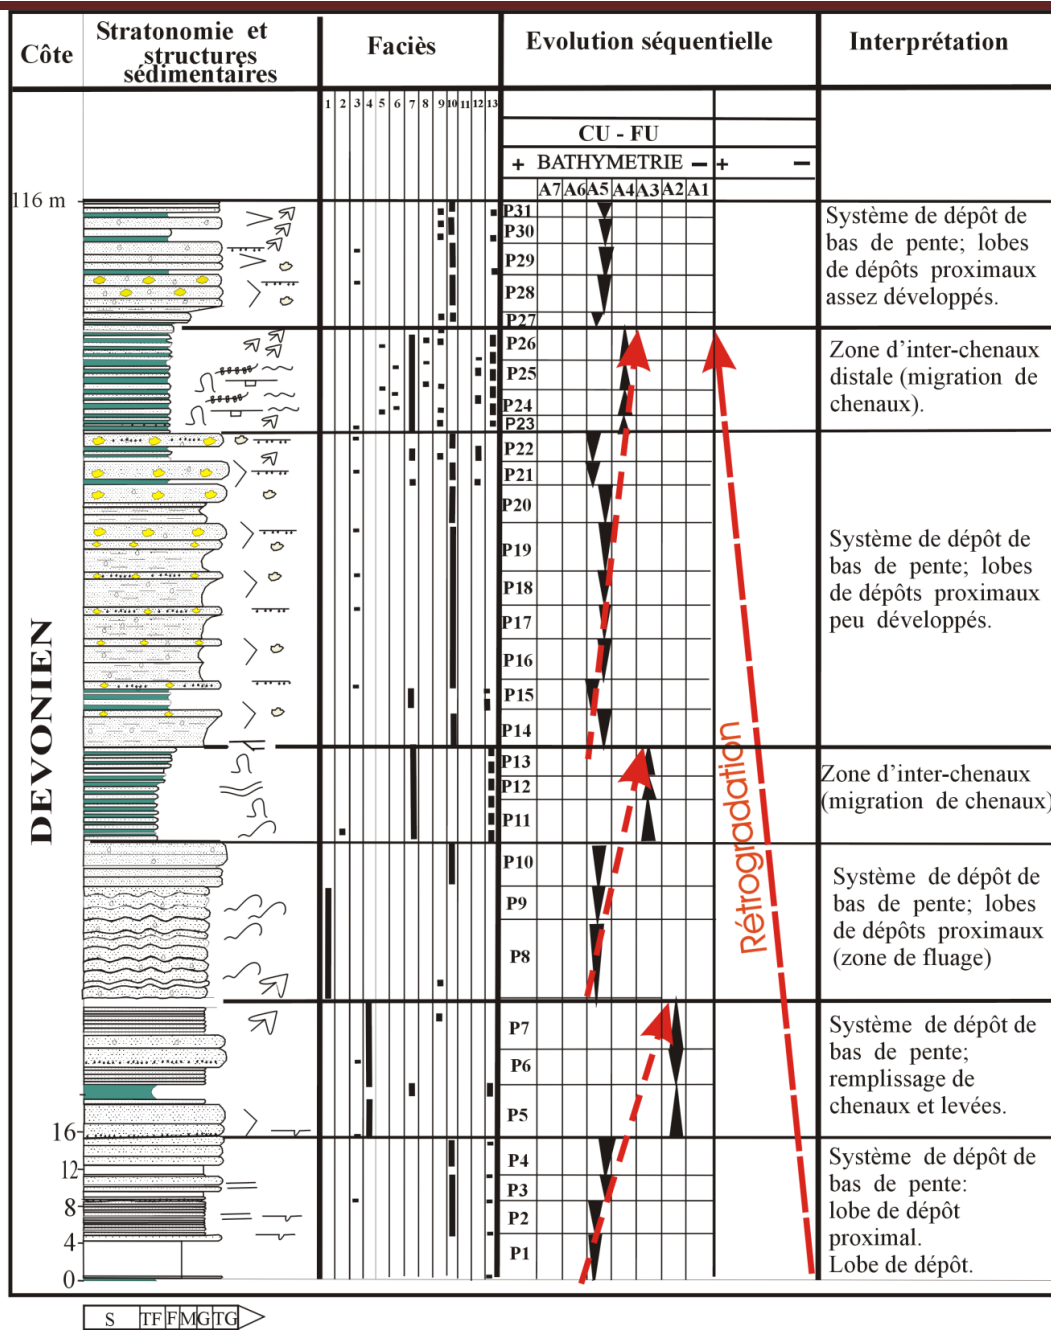 Côte
Stratonomie et
structures
sédimentaires
Faciès
Evolution séquentielle
Interprétation
1 2 3 4 5 6 7 8 9 10 11 12 13
CU - FU
+ BATHYMETRIE −
+ −
A7 A6 A5 A4 A3 A2 A1
DEVONIEN
116 m
16
12
8
4
0
P31
P30
P29
P28
P27
P26
P25
P24
P23
P22
P21
P20
P19
P18
P17
P16
P15
P14
P13
P12
P11
P10
P9
P8
P7
P6
P5
P4
P3
P2
P1
Rétrogradation
Système de dépôt de
bas de pente; lobes
de dépôts proximaux
assez développés.
Zone d’inter-chenaux
distale (migration de
chenaux).
Système de dépôt de
bas de pente; lobes
de dépôts proximaux
peu développés.
Zone d’inter-chenaux
(migration de chenaux)
Système de dépôt de
bas de pente; lobes
de dépôts proximaux
(zone de fluage)
Système de dépôt de
bas de pente;
remplissage de
chenaux et levées.
Système de dépôt de
bas de pente:
lobe de dépôt
proximal.
Lobe de dépôt.
S TF F M G TG